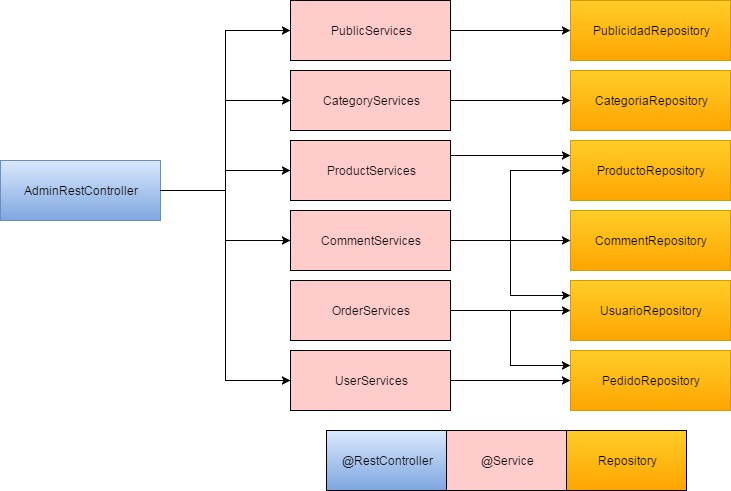 PublicServices
PublicidadRepository
CategoryServices
CategoriaRepository
AdminRestController
ProductServices
ProductoRepository
CommentServices
CommentRepository
OrderServices
UsuarioRepository
UserServices
PedidoRepository
@RestController
@Service
Repository